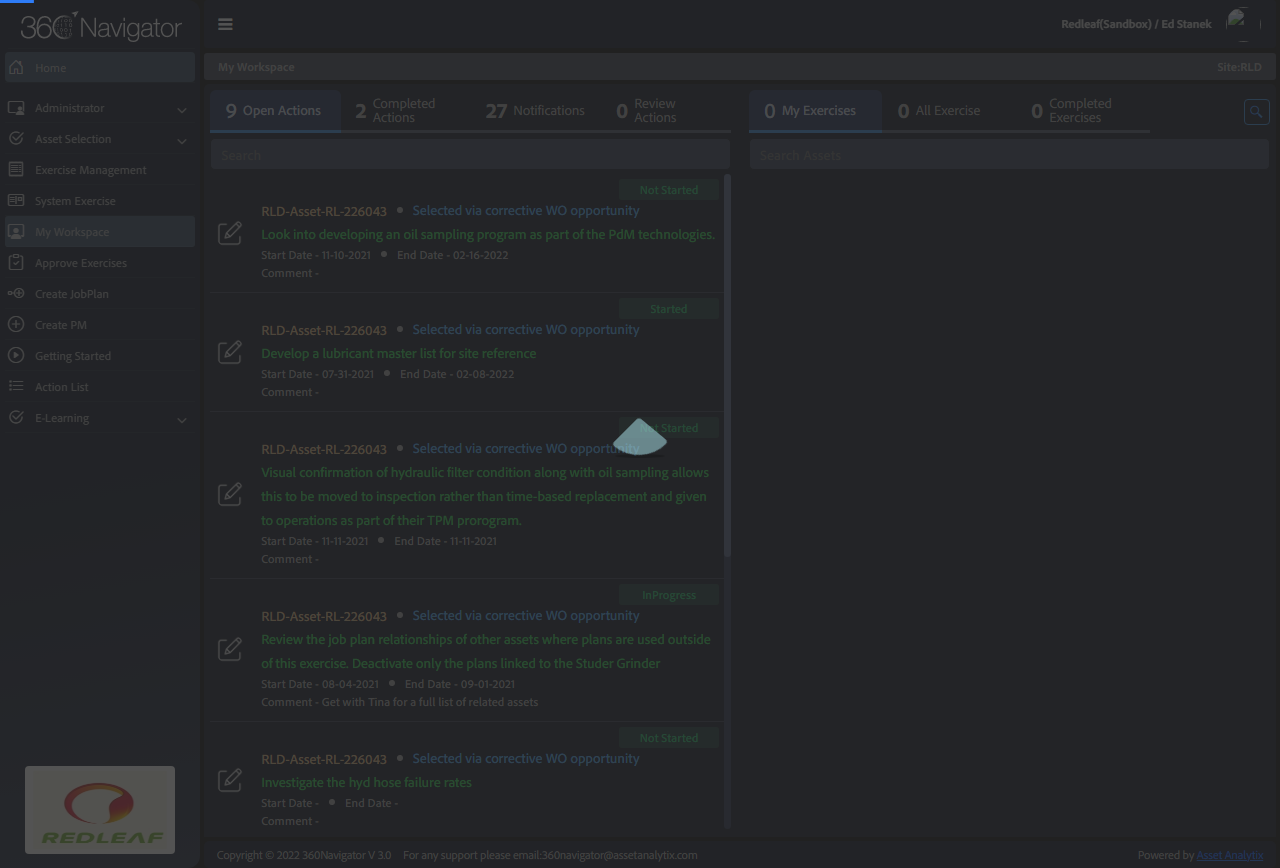 360 Navigator
Redleaf(Sandbox) / Ed Stanek
Home
My Workspace
Site:RLD
Administrator
Asset Selection
Exercise Management
System Exercise
My Workspace
Approve Exercises
Create JobPlan
Create PM
Getting Started
Action List
E-Learning
REDLEAF
9 Open Actions
2 Completed Actions
27 Notifications
0 Review Actions
0 My Exercises
0 All Exercise
0 Completed Exercises
Search
Search Assets
Not Started
RLD-Asset-RL-226043 • Selected via corrective WO opportunity
Look into developing an oil sampling program as part of the PdM technologies.
Start Date - 11-10-2021 • End Date - 02-16-2022
Comment -
Started
RLD-Asset-RL-226043 • Selected via corrective WO opportunity
Develop a lubricant master list for site reference
Start Date - 07-31-2021 • End Date - 02-08-2022
Comment -
Not Started
RLD-Asset-RL-226043 • Selected via corrective WO opportunity
Visual confirmation of hydraulic filter condition along with oil sampling allows
this to be moved to inspection rather than time-based replacement and given
to operations as part of their TPM prorogram.
Start Date - 11-11-2021 • End Date - 11-11-2021
Comment -
InProgress
RLD-Asset-RL-226043 • Selected via corrective WO opportunity
Review the job plan relationships of other assets where plans are used outside
of this exercise. Deactivate only the plans linked to the Studer Grinder
Start Date - 08-04-2021 • End Date - 09-01-2021
Comment - Get with Tina for a full list of related assets
Not Started
RLD-Asset-RL-226043 • Selected via corrective WO opportunity
Investigate the hyd hose failure rates
Start Date - • End Date -
Comment -
Copyright © 2022 360Navigator V 3.0 For any support please email:360navigator@assetanalytix.com
Powered by Asset Analytix